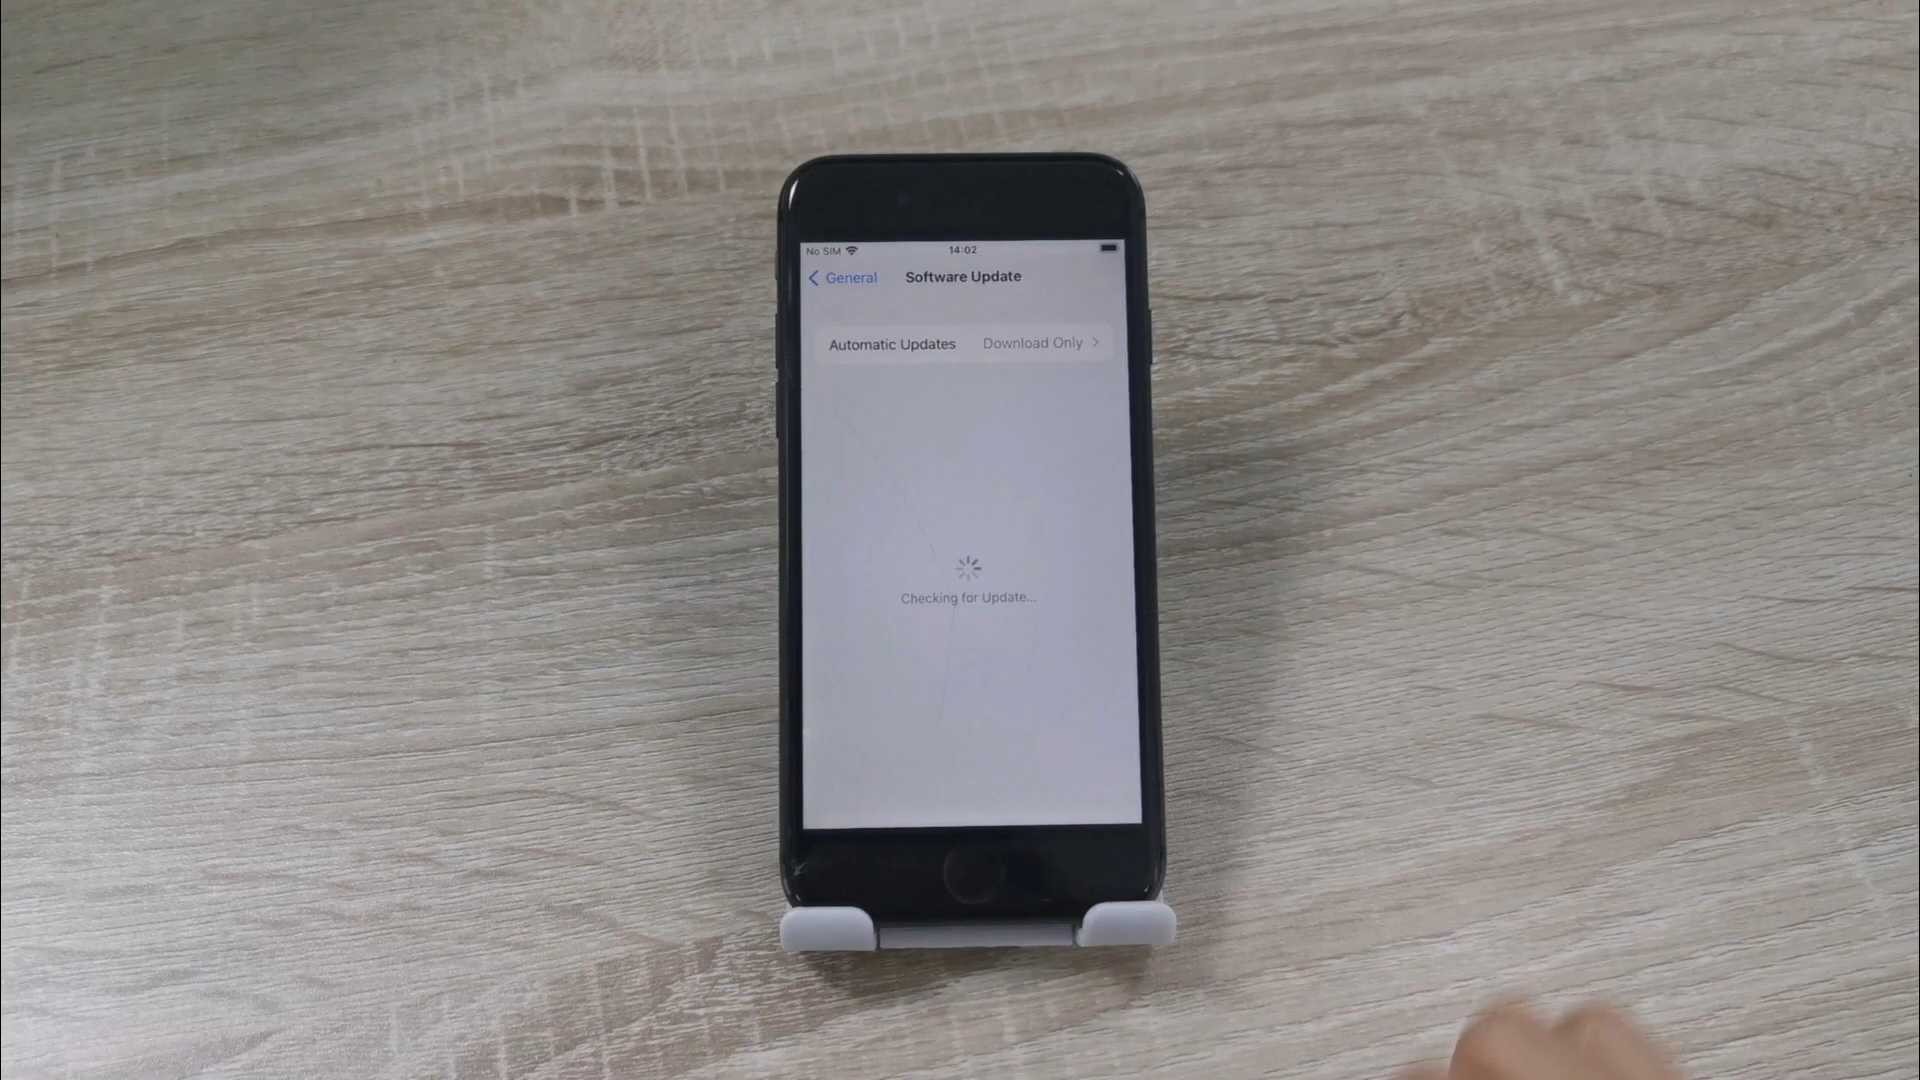 No SIM 14:02
General Software Update
Automatic Updates Download Only
Checking for Update...